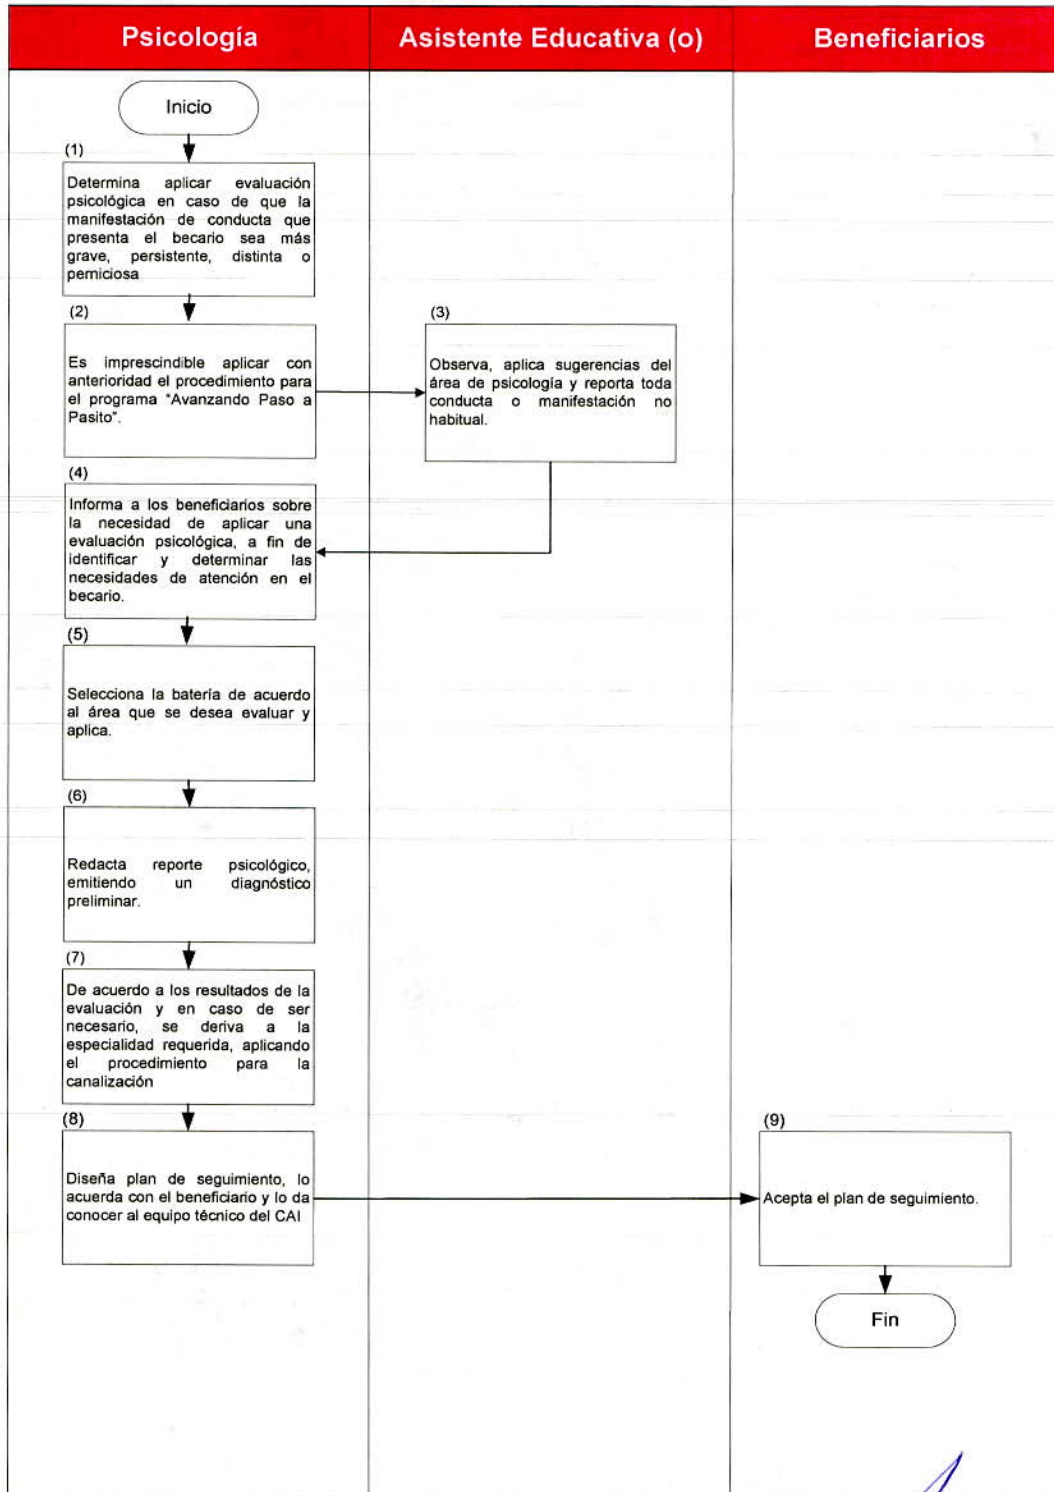 Psicología
Asistente Educativa (o)
Beneficiarios
Inicio
(1)
Determina aplicar evaluación
psicológica en caso de que la
manifestación de conducta que
presenta el becario sea más
grave, persistente, distinta o
perniciosa
(2)
Es imprescindible aplicar con
anterioridad el procedimiento para
el programa "Avanzando Paso a
Pasito".
(3)
Observa, aplica sugerencias del
área de psicología y reporta toda
conducta o manifestación no
habitual.
(4)
Informa a los beneficiarios sobre
la necesidad de aplicar una
evaluación psicológica, a fin de
identificar y determinar las
necesidades de atención en el
becario.
(5)
Selecciona la batería de acuerdo
al área que se desea evaluar y
aplica.
(6)
Redacta reporte psicológico,
emitiendo un diagnóstico
preliminar.
(7)
De acuerdo a los resultados de la
evaluación y en caso de ser
necesario, se deriva a la
especialidad requerida, aplicando
el procedimiento para la
canalización
(8)
Diseña plan de seguimiento, lo
acuerda con el beneficiario y lo da
conocer al equipo técnico del CAI
(9)
Acepta el plan de seguimiento.
Fin